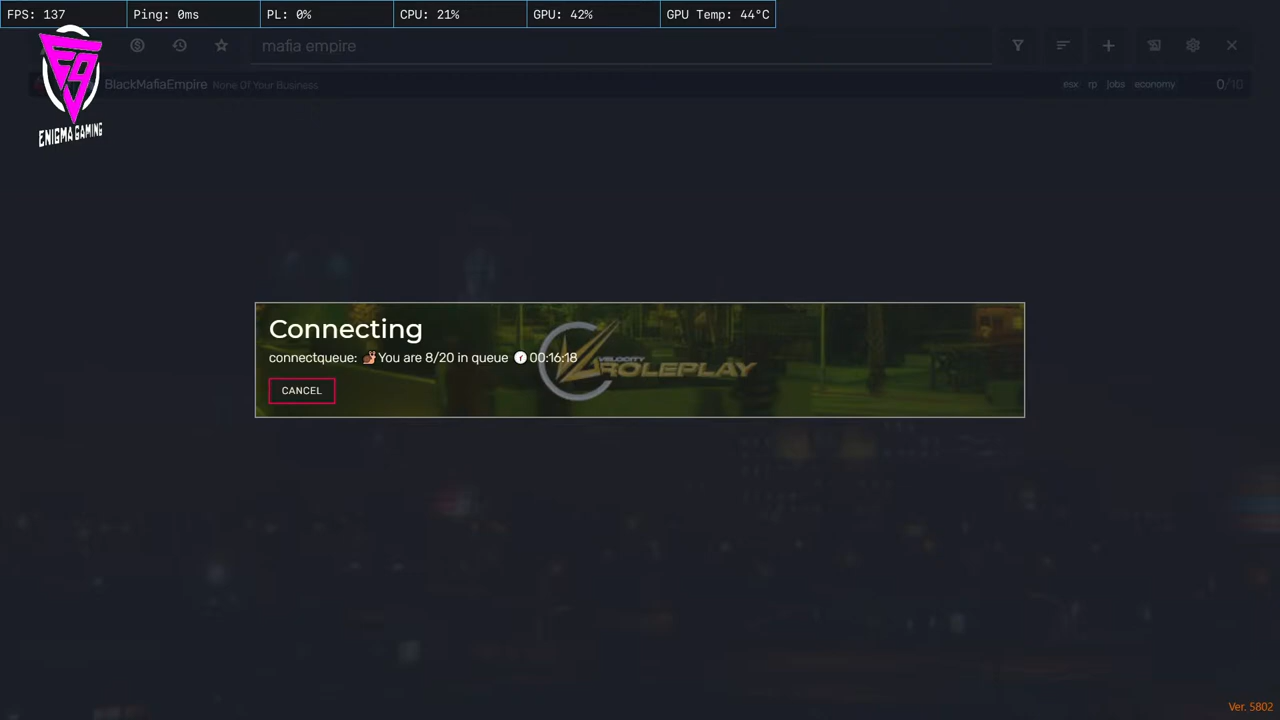 FPS: 137
Ping: 0ms
PL: 0%
CPU: 21%
GPU: 42%
GPU Temp: 44°C
mafia empire
ENIGMA GAMING
BlackMafiaEmpire None Of Your Business
esx rp jobs economy 0/10
Connecting
connectqueue: 🐌You are 8/20 in queue 🕜00:16:18
VELOCITY
ROLEPLAY
CANCEL
Ver. 5802